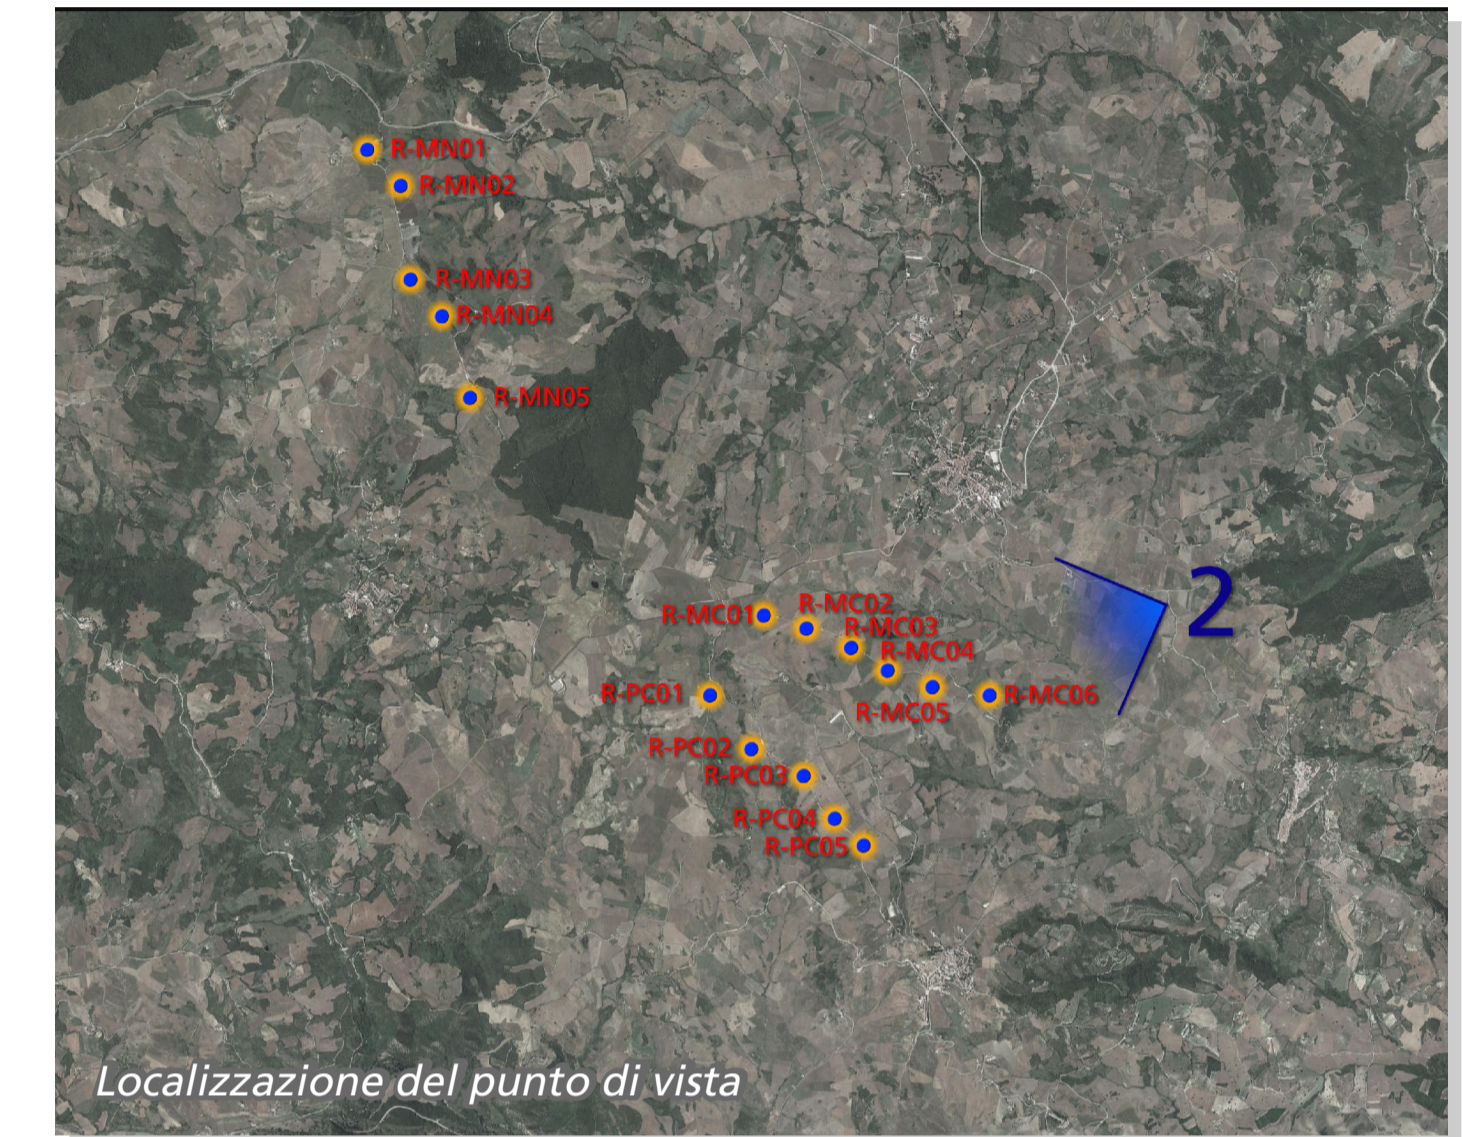 R-MN01
R-MN02
R-MN03
R-MN04
R-MN05
2
R-MC02
R-MC01
R-MC03
R-MC04
R-PC01
R-MC06
R-MC05
R-PC02
R-PC03
R-PC04
R-PC05
Localizzazione del punto di vista